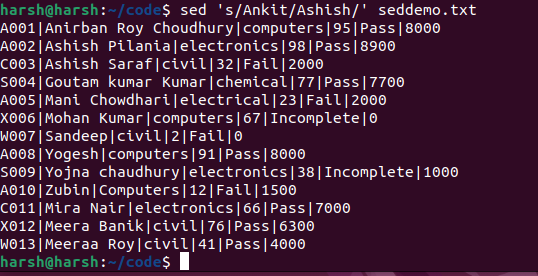 harsh@harsh:~/code$ sed 's/Ankit/Ashish/' seddemo.txt
A001|Anirban Roy Choudhury|computers|95|Pass|8000
A002|Ashish Pilania|electronics|98|Pass|8900
C003|Ashish Saraf|civil|32|Fail|2000
S004|Goutam kumar Kumar|chemical|77|Pass|7700
A005|Mani Chowdhari|electrical|23|Fail|2000
X006|Mohan Kumar|computers|67|Incomplete|0
W007|Sandeep|civil|2|Fail|0
A008|Yogesh|computers|91|Pass|8000
S009|Yojna chaudhury|electronics|38|Incomplete|1000
A010|Zubin|Computers|12|Fail|1500
C011|Mira Nair|electronics|66|Pass|7000
X012|Meera Banik|civil|76|Pass|6300
W013|Meeraa Roy|civil|41|Pass|4000
harsh@harsh:~/code$